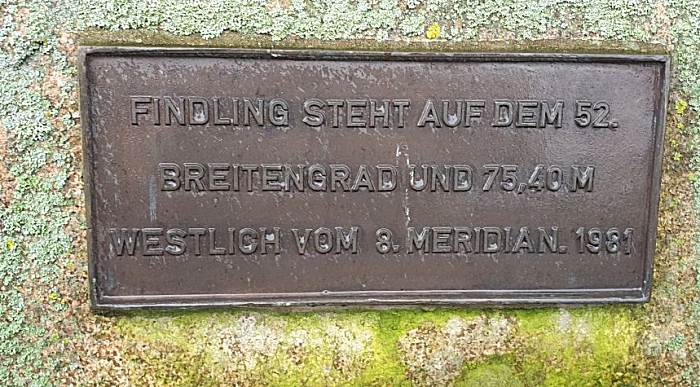 FINDLING STEHT AUF DEM 52.
BREITENGRAD UND 75,40 M
WESTLICH VOM 8. MERIDIAN. 1981